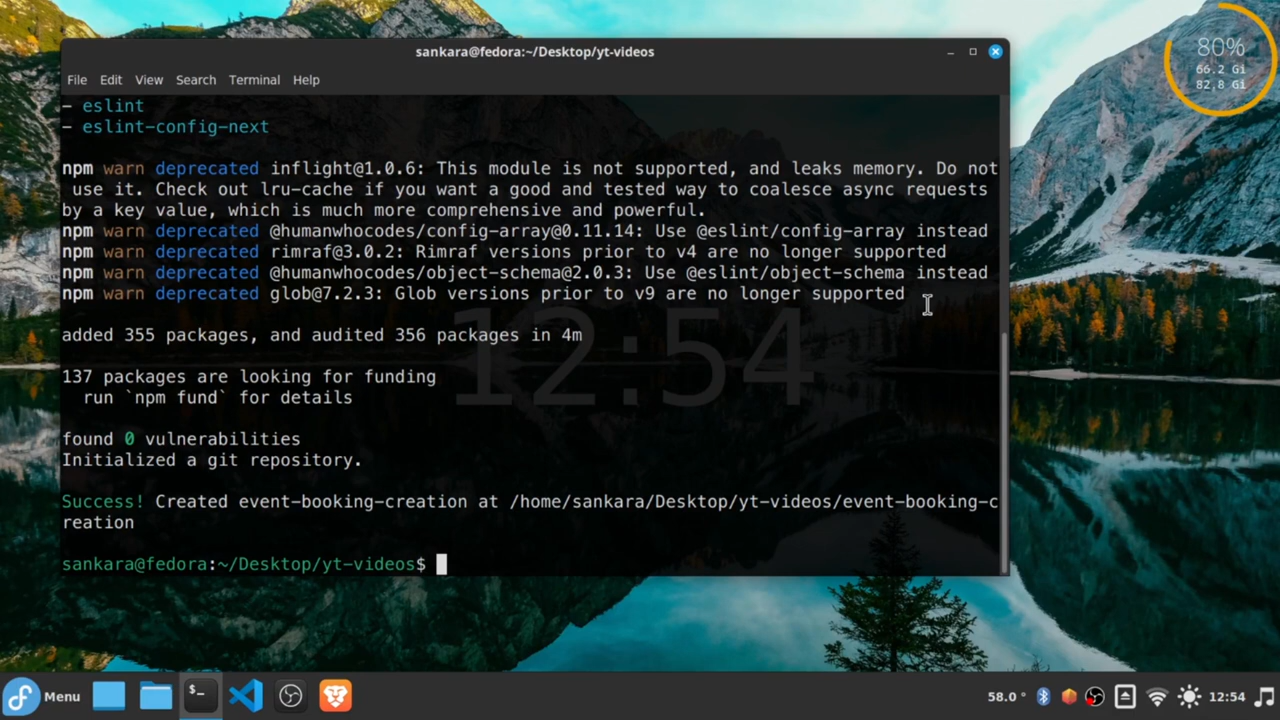 sankara@fedora:~/Desktop/yt-videos
File Edit View Search Terminal Help
80%
66.2 Gi
82.8 Gi
- eslint
- eslint-config-next
npm warn deprecated inflight@1.0.6: This module is not supported, and leaks memory. Do not
use it. Check out lru-cache if you want a good and tested way to coalesce async requests
by a key value, which is much more comprehensive and powerful.
npm warn deprecated @humanwhocodes/config-array@0.11.14: Use @eslint/config-array instead
npm warn deprecated rimraf@3.0.2: Rimraf versions prior to v4 are no longer supported
npm warn deprecated @humanwhocodes/object-schema@2.0.3: Use @eslint/object-schema instead
npm warn deprecated glob@7.2.3: Glob versions prior to v9 are no longer supported
added 355 packages, and audited 356 packages in 4m
12:54
137 packages are looking for funding
run `npm fund` for details
found 0 vulnerabilities
Initialized a git repository.
Success! Created event-booking-creation at /home/sankara/Desktop/yt-videos/event-booking-c
reation
sankara@fedora:~/Desktop/yt-videos$
Menu
$-
58.0 °
12:54